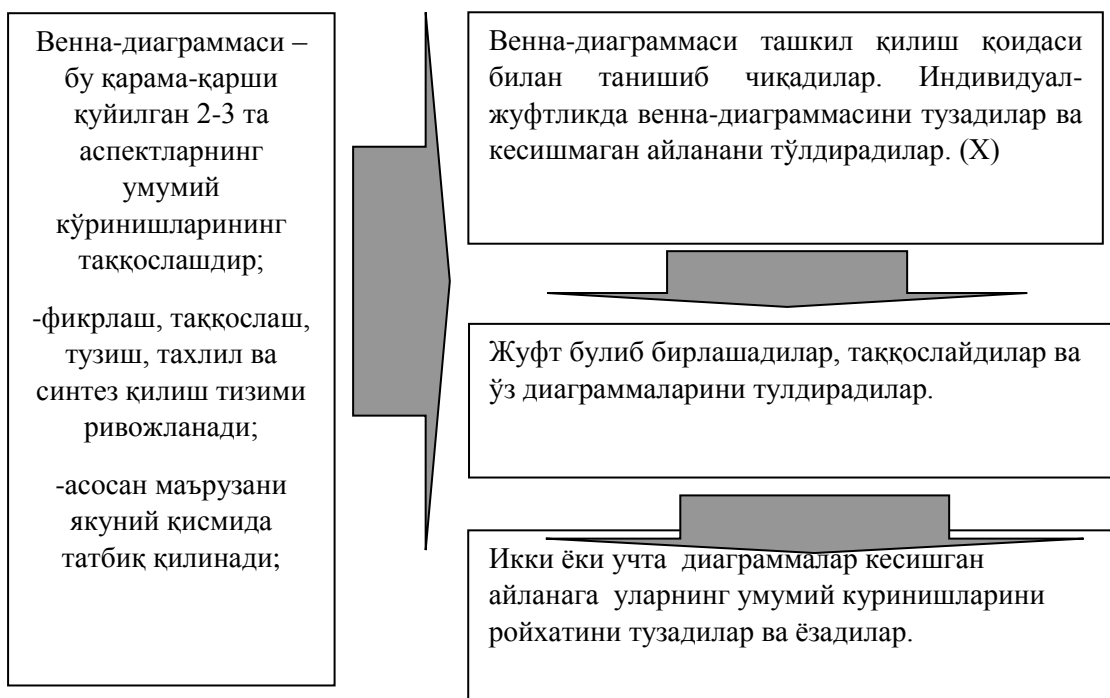 Венна-диаграммаси –
бу қарама-қарши
қуйилган 2-3 та
аспектларнинг
умумий
кўринишларининг
таққослашдир;
-фикрлаш, таққослаш,
тузиш, тахлил ва
синтез қилиш тизими
ривожланади;
-асосан маърузани
якуний қисмида
татбиқ қилинади;
Венна-диаграммаси ташкил қилиш қоидаси
билан танишиб чиқадилар. Индивидуал-
жуфтликда венна-диаграммасини тузадилар ва
кесишмаган айланани тўлдирадилар. (Х)
Жуфт булиб бирлашадилар, таққослайдилар ва
ўз диаграммаларини тулдирадилар.
Икки ёки учта диаграммалар кесишган
айланага уларнинг умумий куринишларини
ройхатини тузадилар ва ёзадилар.